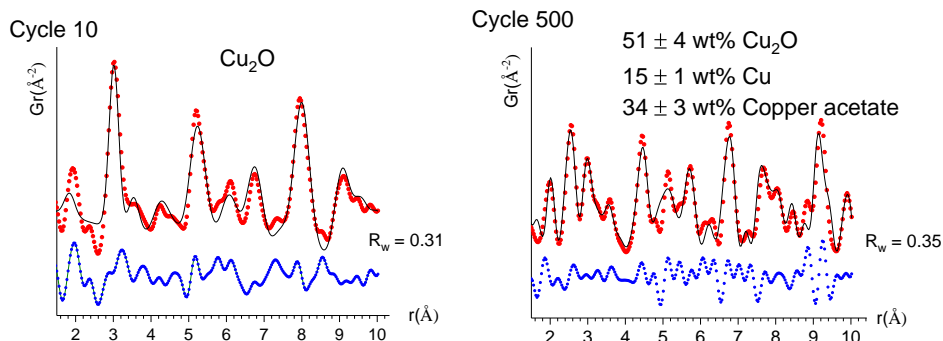 Cycle 10
Cu₂O
Gr(Å⁻²)
R_w = 0.31
2 3 4 5 6 7 8 9 10
r(Å)
Cycle 500
51 ± 4 wt% Cu₂O
15 ± 1 wt% Cu
34 ± 3 wt% Copper acetate
Gr(Å⁻²)
R_w = 0.35
2 3 4 5 6 7 8 9 10
r(Å)